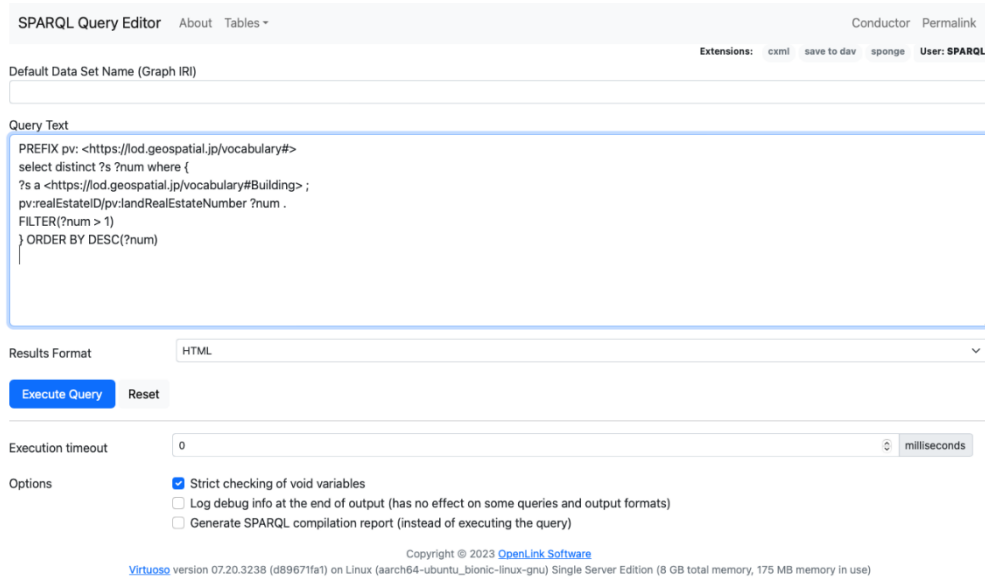 SPARQL Query Editor About Tables Conductor Permalink
Extensions: cxml save to dav sponge User: SPARQL
Default Data Set Name (Graph IRI)
Query Text
PREFIX pv: <https://lod.geospatial.jp/vocabulary#>
select distinct ?s ?num where {
?s a <https://lod.geospatial.jp/vocabulary#Building> ;
pv:realEstateID/pv:landRealEstateNumber ?num .
FILTER(?num > 1)
} ORDER BY DESC(?num)
Results Format HTML
Execute Query Reset
Execution timeout 0 milliseconds
Options Strict checking of void variables
Log debug info at the end of output (has no effect on some queries and output formats)
Generate SPARQL compilation report (instead of executing the query)
Copyright © 2023 OpenLink Software
Virtuoso version 07.20.3238 (d89671fa1) on Linux (aarch64-ubuntu_bionic-linux-gnu) Single Server Edition (8 GB total memory, 175 MB memory in use)